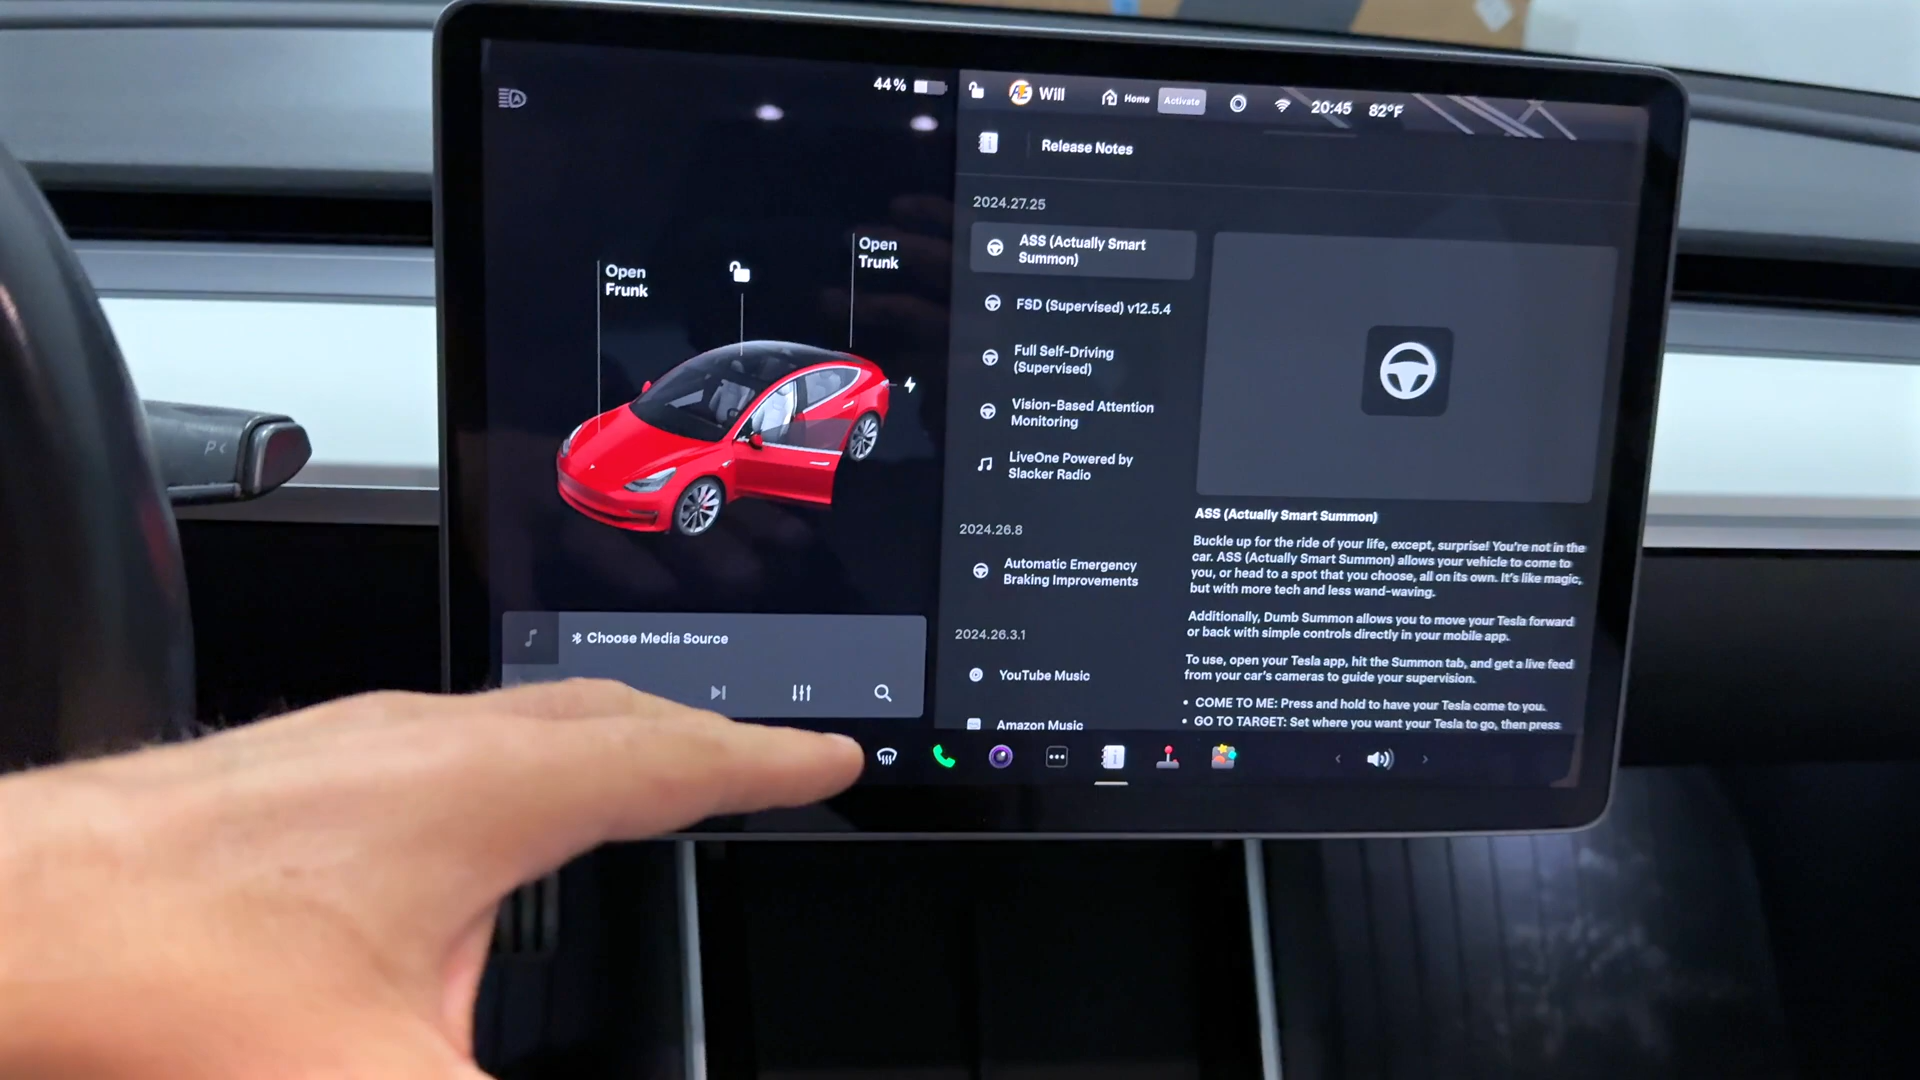 44%
Will
Home
Activate
20:45
82°F
Release Notes
Open
Frunk
Open
Trunk
2024.27.25
ASS (Actually Smart
Summon)
FSD (Supervised) v12.5.4
Full Self-Driving
(Supervised)
Vision-Based Attention
Monitoring
LiveOne Powered by
Slacker Radio
2024.26.8
Automatic Emergency
Braking Improvements
2024.26.3.1
YouTube Music
Amazon Music
ASS (Actually Smart Summon)
Buckle up for the ride of your life, except, surprise! You're not in the
car. ASS (Actually Smart Summon) allows your vehicle to come to
you, or head to a spot that you choose, all on its own. It's like magic,
but with more tech and less wand-waving.
Additionally, Dumb Summon allows you to move your Tesla forward
or back with simple controls directly in your mobile app.
To use, open your Tesla app, hit the Summon tab, and get a live feed
from your car's cameras to guide your supervision.
• COME TO ME: Press and hold to have your Tesla come to you.
• GO TO TARGET: Set where you want your Tesla to go, then press
Choose Media Source
P